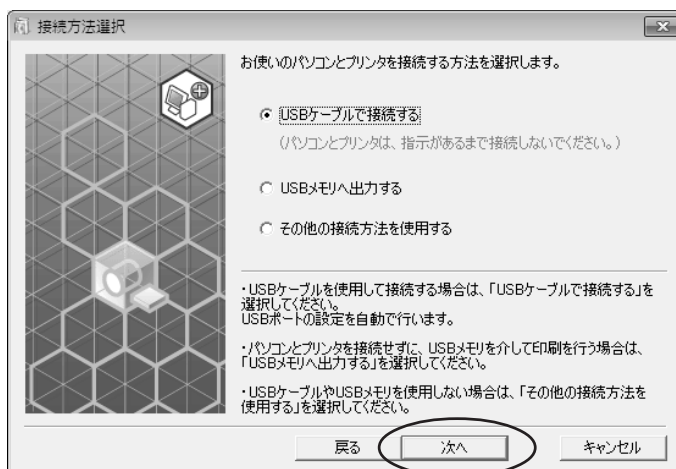 接続方法選択
お使いのパソコンとプリンタを接続する方法を選択します。
USBケーブルで接続する
(パソコンとプリンタは、指示があるまで接続しないでください。)
USBメモリへ出力する
その他の接続方法を使用する
・USBケーブルを使用して接続する場合は、「USBケーブルで接続する」を
選択してください。
USBポートの設定を自動で行います。
・パソコンとプリンタを接続せずに、USBメモリを介して印刷を行う場合は、
「USBメモリへ出力する」を選択してください。
・USBケーブルやUSBメモリを使用しない場合は、「その他の接続方法を
使用する」を選択してください。
戻る 次へ キャンセル